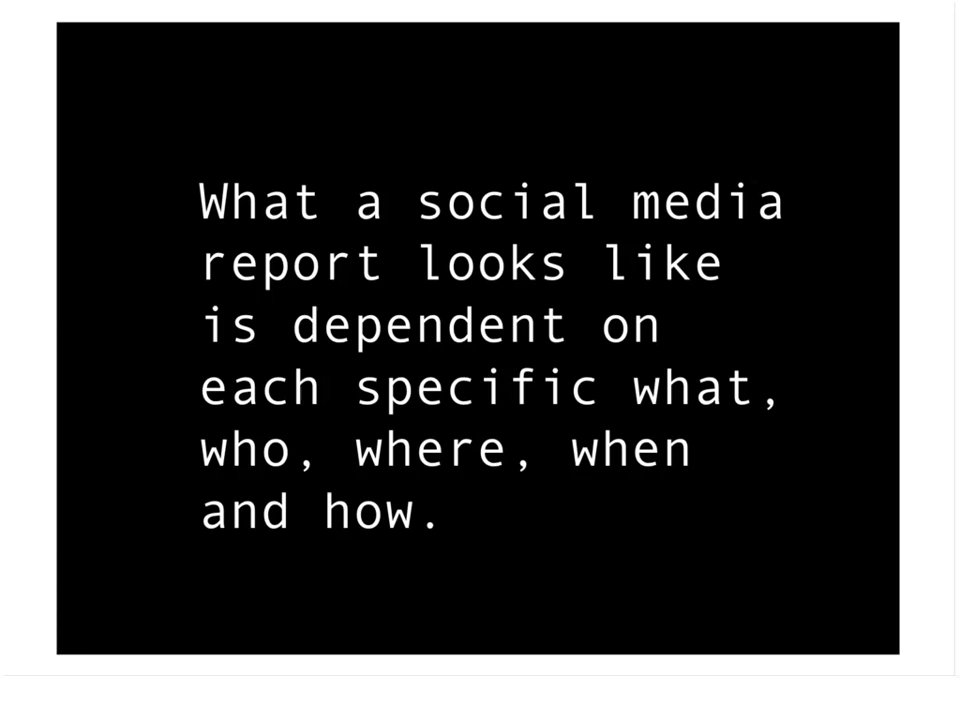 What a social media
report looks like
is dependent on
each specific what,
who, where, when
and how.